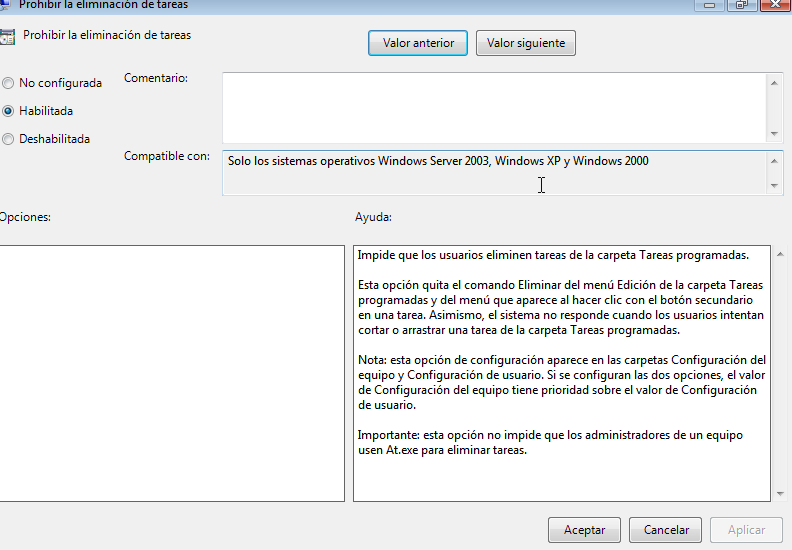 Prohibir la eliminación de tareas
Prohibir la eliminación de tareas
Valor anterior
Valor siguiente
No configurada
Habilitada
Deshabilitada
Comentario:
Compatible con:
Solo los sistemas operativos Windows Server 2003, Windows XP y Windows 2000
Opciones:
Ayuda:
Impide que los usuarios eliminen tareas de la carpeta Tareas programadas.
Esta opción quita el comando Eliminar del menú Edición de la carpeta Tareas
programadas y del menú que aparece al hacer clic con el botón secundario
en una tarea. Asimismo, el sistema no responde cuando los usuarios intentan
cortar o arrastrar una tarea de la carpeta Tareas programadas.
Nota: esta opción de configuración aparece en las carpetas Configuración del
equipo y Configuración de usuario. Si se configuran las dos opciones, el valor
de Configuración del equipo tiene prioridad sobre el valor de Configuración
de usuario.
Importante: esta opción no impide que los administradores de un equipo
usen At.exe para eliminar tareas.
Aceptar
Cancelar
Aplicar